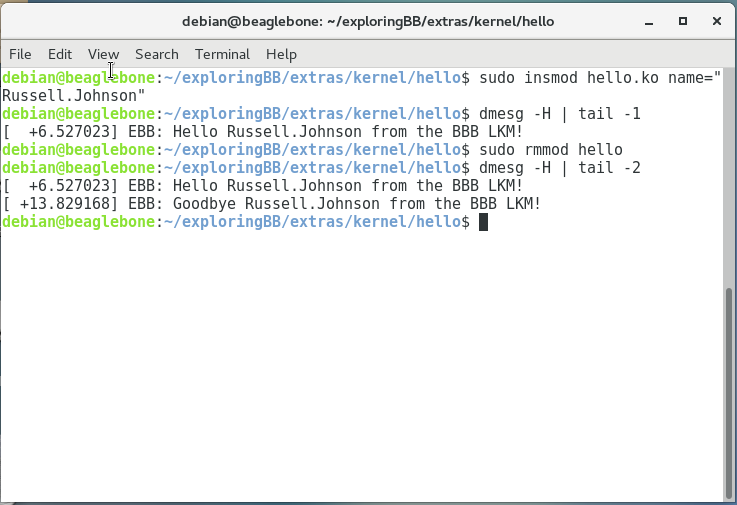 debian@beaglebone: ~/exploringBB/extras/kernel/hello
File Edit View Search Terminal Help
debian@beaglebone:~/exploringBB/extras/kernel/hello$ sudo insmod hello.ko name="
Russell.Johnson"
debian@beaglebone:~/exploringBB/extras/kernel/hello$ dmesg -H | tail -1
[  +6.527023] EBB: Hello Russell.Johnson from the BBB LKM!
debian@beaglebone:~/exploringBB/extras/kernel/hello$ sudo rmmod hello
debian@beaglebone:~/exploringBB/extras/kernel/hello$ dmesg -H | tail -2
[  +6.527023] EBB: Hello Russell.Johnson from the BBB LKM!
[ +13.829168] EBB: Goodbye Russell.Johnson from the BBB LKM!
debian@beaglebone:~/exploringBB/extras/kernel/hello$